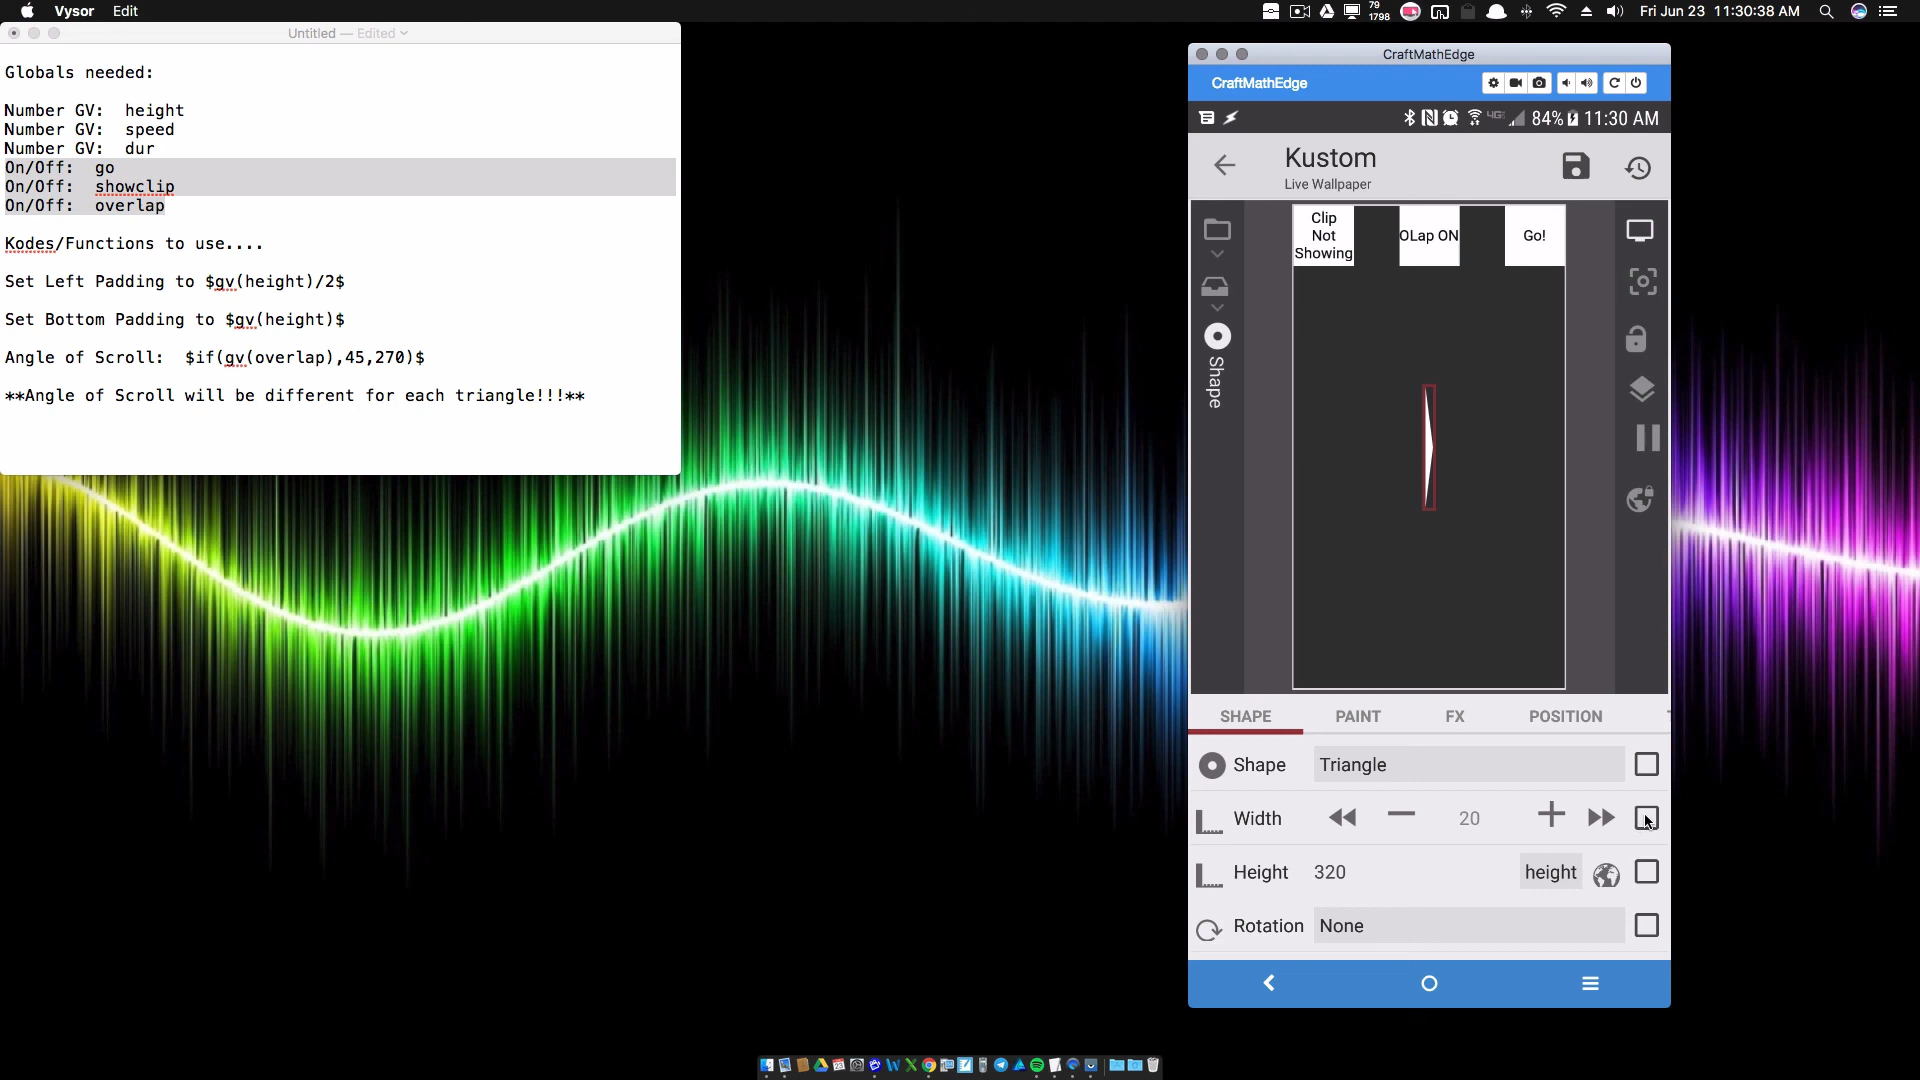 Vysor Edit
79
1798
Fri Jun 23 11:30:38 AM
Untitled — Edited
Globals needed:
Number GV: height
Number GV: speed
Number GV: dur
On/Off: go
On/Off: showclip
On/Off: overlap
Kodes/Functions to use....
Set Left Padding to $gv(height)/2$
Set Bottom Padding to $gv(height)$
Angle of Scroll: $if(gv(overlap),45,270)$
**Angle of Scroll will be different for each triangle!!!**
CraftMathEdge
CraftMathEdge
4G 84% 11:30 AM
Kustom
Live Wallpaper
Clip
Not
Showing
OLap ON
Go!
Shape
SHAPE PAINT FX POSITION
Shape Triangle
Width 20
Height 320 height
Rotation None